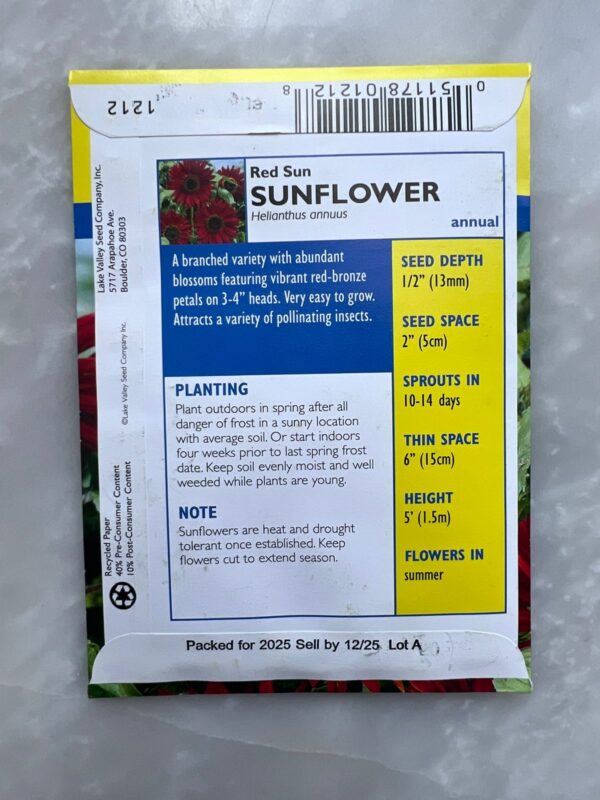 0 51178 01212 8
1212
Red Sun
SUNFLOWER
Helianthus annuus
annual
A branched variety with abundant
blossoms featuring vibrant red-bronze
petals on 3-4" heads. Very easy to grow.
Attracts a variety of pollinating insects.
PLANTING
Plant outdoors in spring after all
danger of frost in a sunny location
with average soil. Or start indoors
four weeks prior to last spring frost
date. Keep soil evenly moist and well
weeded while plants are young.
NOTE
Sunflowers are heat and drought
tolerant once established. Keep
flowers cut to extend season.
SEED DEPTH
1/2" (13mm)
SEED SPACE
2" (5cm)
SPROUTS IN
10-14 days
THIN SPACE
6" (15cm)
HEIGHT
5' (1.5m)
FLOWERS IN
summer
Lake Valley Seed Company, Inc.
5717 Arapahoe Ave.
Boulder, CO 80303
©Lake Valley Seed Company Inc.
Recycled Paper
40% Pre-Consumer Content
10% Post-Consumer Content
Packed for 2025 Sell by 12/25 Lot A